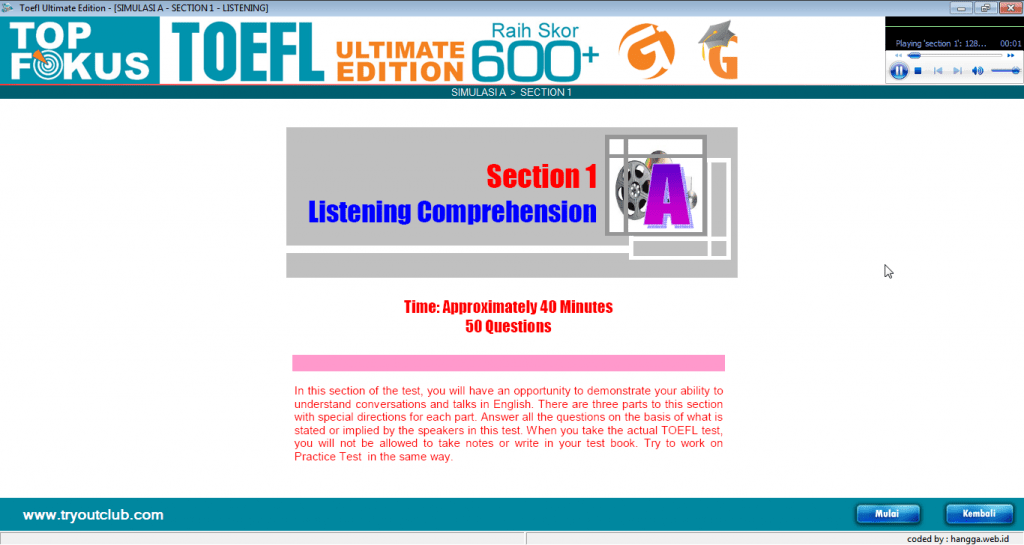 Toefl Ultimate Edition - [SIMULASI A - SECTION 1 - LISTENING]
TOP
FOKUS
TOEFL
ULTIMATE
EDITION
Raih Skor
600+
G
Playing 'section 1': 128... 00:01
SIMULASI A > SECTION 1
Section 1
Listening Comprehension
A
Time: Approximately 40 Minutes
50 Questions
In this section of the test, you will have an opportunity to demonstrate your ability to
understand conversations and talks in English. There are three parts to this section
with special directions for each part. Answer all the questions on the basis of what is
stated or implied by the speakers in this test. When you take the actual TOEFL test,
you will not be allowed to take notes or write in your test book. Try to work on
Practice Test in the same way.
www.tryoutclub.com
Mulai
Kembali
coded by : hangga.web.id